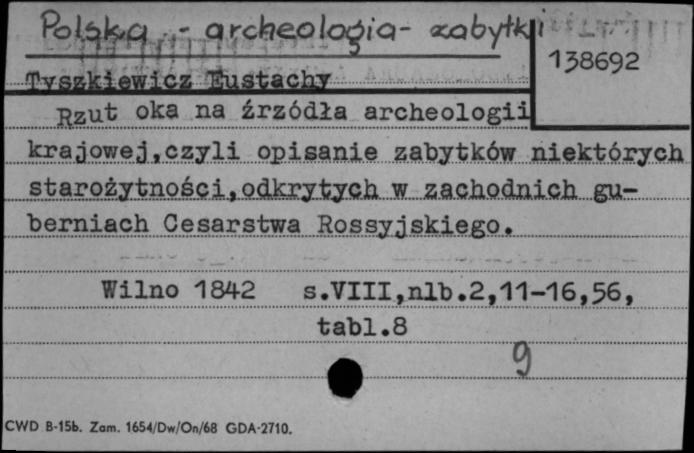 Polska - archeologia - zabytki
138692
Tyszkiewicz Eustachy
Rzut oka na źrzódła archeologii
krajowej,czyli opisanie zabytków niektórych
starożytności,odkrytych w zachodnich gu-
berniach Cesarstwa Rossyjskiego.
Wilno 1842 s.VIII,nlb.2,11-16,56,
tabl.8
9
CWD B-15b. Zam. 1654/Dw/On/68 GDA-2710.